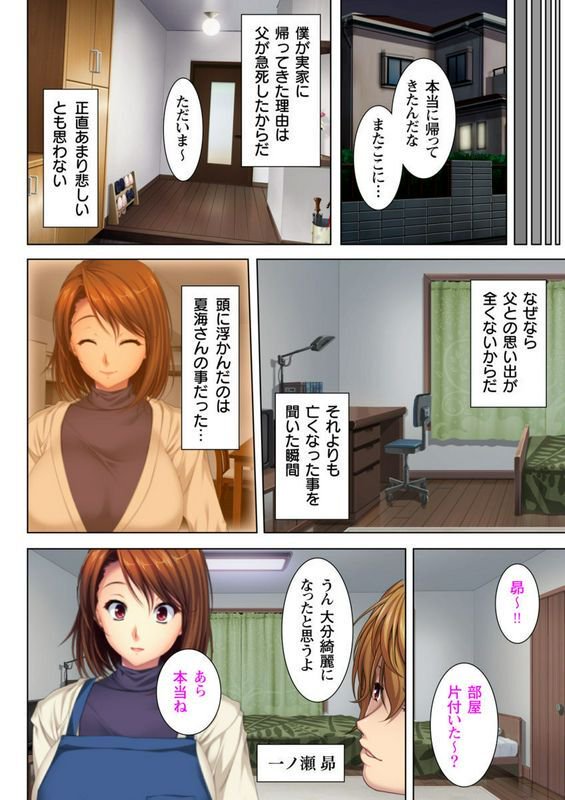 本当に帰って
きたんだな
またここに…
僕が実家に
帰ってきた理由は
父が急死したからだ
ただいま～
正直あまり悲しい
とも思わない
なぜなら
父との思い出が
全くないからだ
それよりも
亡くなった事を
聞いた瞬間
頭に浮かんだのは
夏海さんの事だった…
昴～!!
部屋
片付いた～?
うん 大分綺麗に
なったと思うよ
あら
本当ね
一ノ瀬 昴